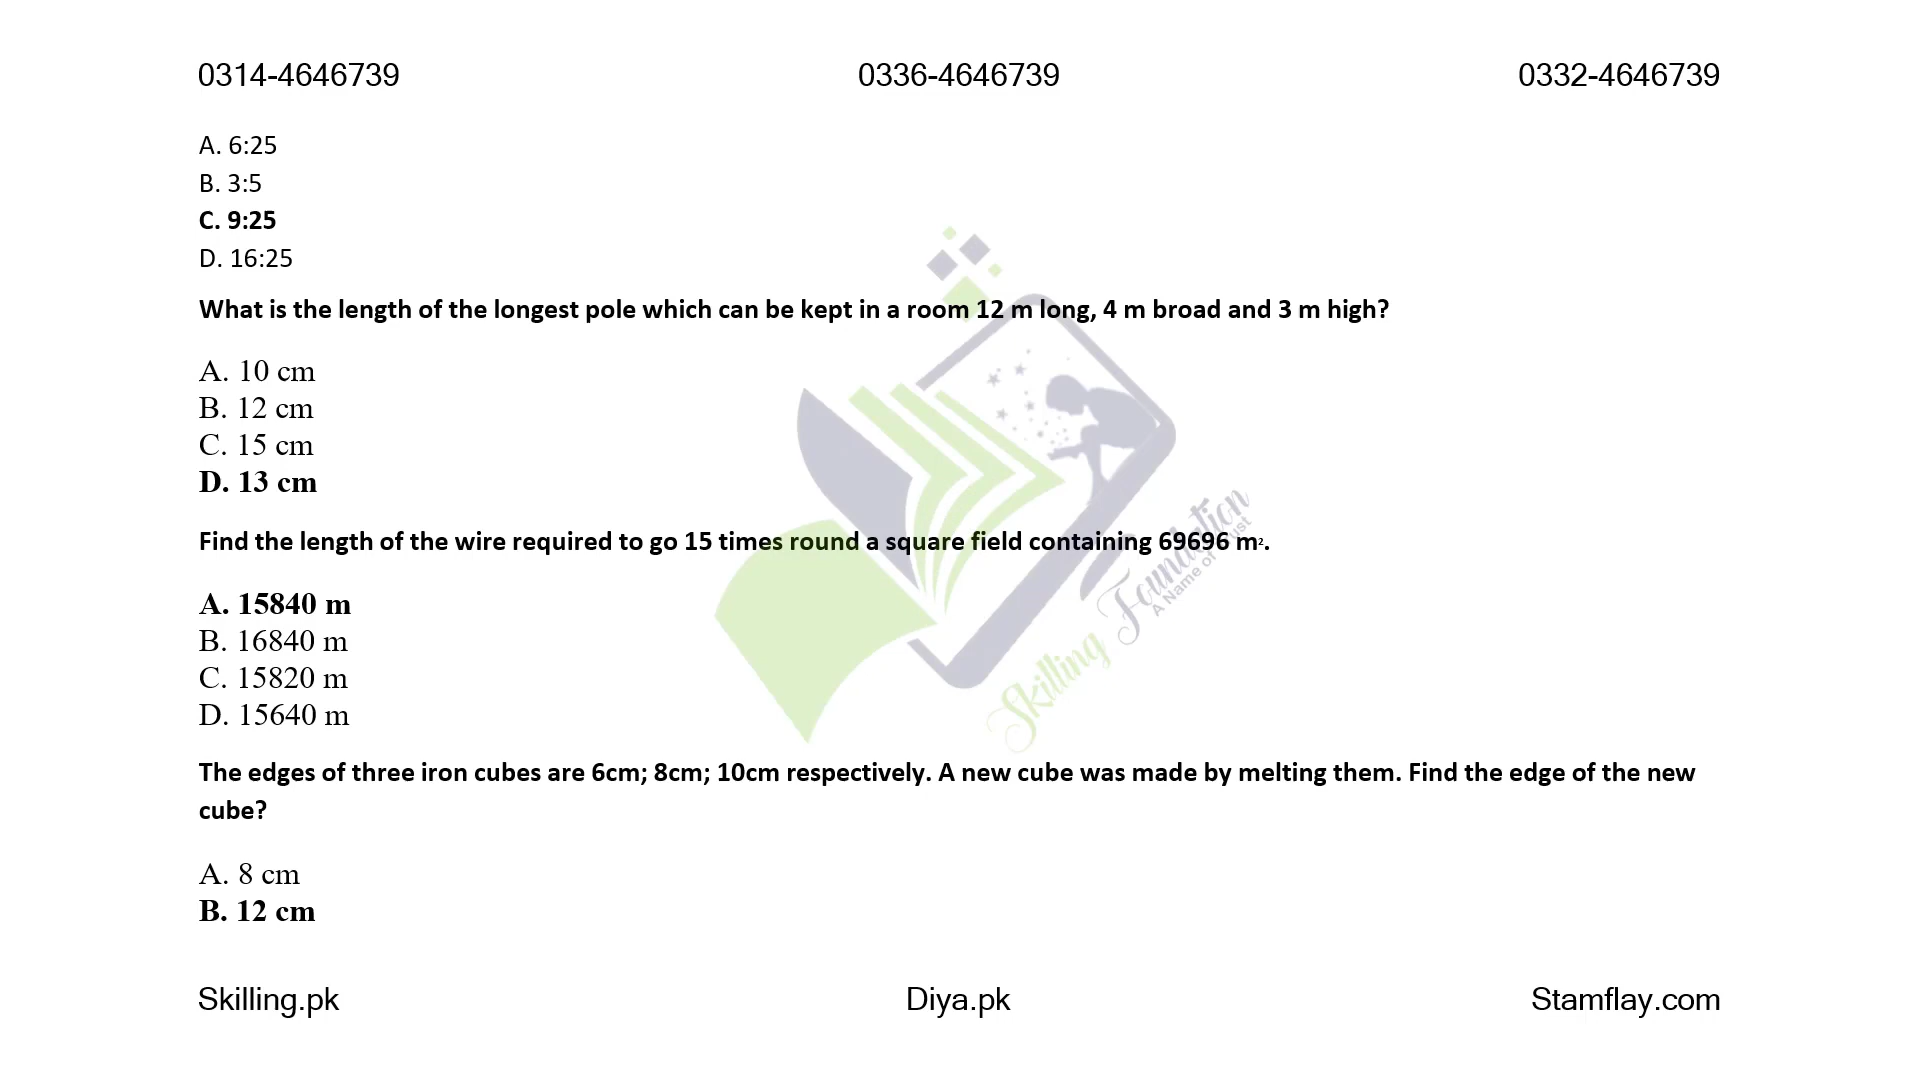 0314-4646739 0336-4646739 0332-4646739
A. 6:25
B. 3:5
C. 9:25
D. 16:25
What is the length of the longest pole which can be kept in a room 12 m long, 4 m broad and 3 m high?
A. 10 cm
B. 12 cm
C. 15 cm
D. 13 cm
Find the length of the wire required to go 15 times round a square field containing 69696 m².
A. 15840 m
B. 16840 m
C. 15820 m
D. 15640 m
The edges of three iron cubes are 6cm; 8cm; 10cm respectively. A new cube was made by melting them. Find the edge of the new
cube?
A. 8 cm
B. 12 cm
Skilling Foundation
A Name of Trust
Skilling.pk Diya.pk Stamflay.com